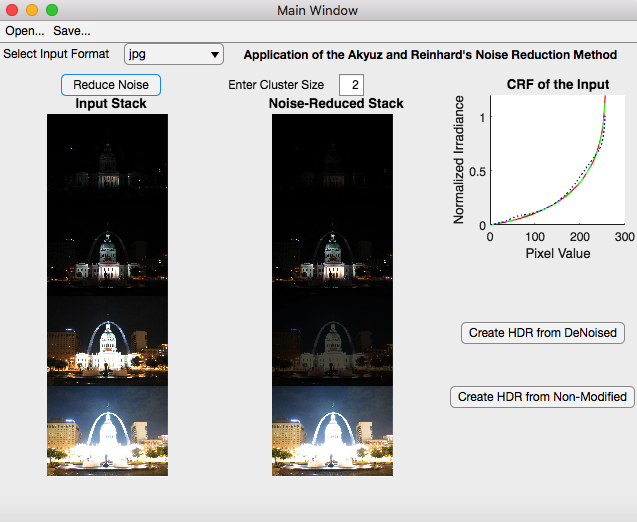 Main Window
Open... Save...
Select Input Format jpg Application of the Akyuz and Reinhard's Noise Reduction Method
Reduce Noise Enter Cluster Size 2
Input Stack Noise-Reduced Stack
CRF of the Input
Normalized Irradiance
1
0.5
0
0 100 200 300
Pixel Value
Create HDR from DeNoised
Create HDR from Non-Modified